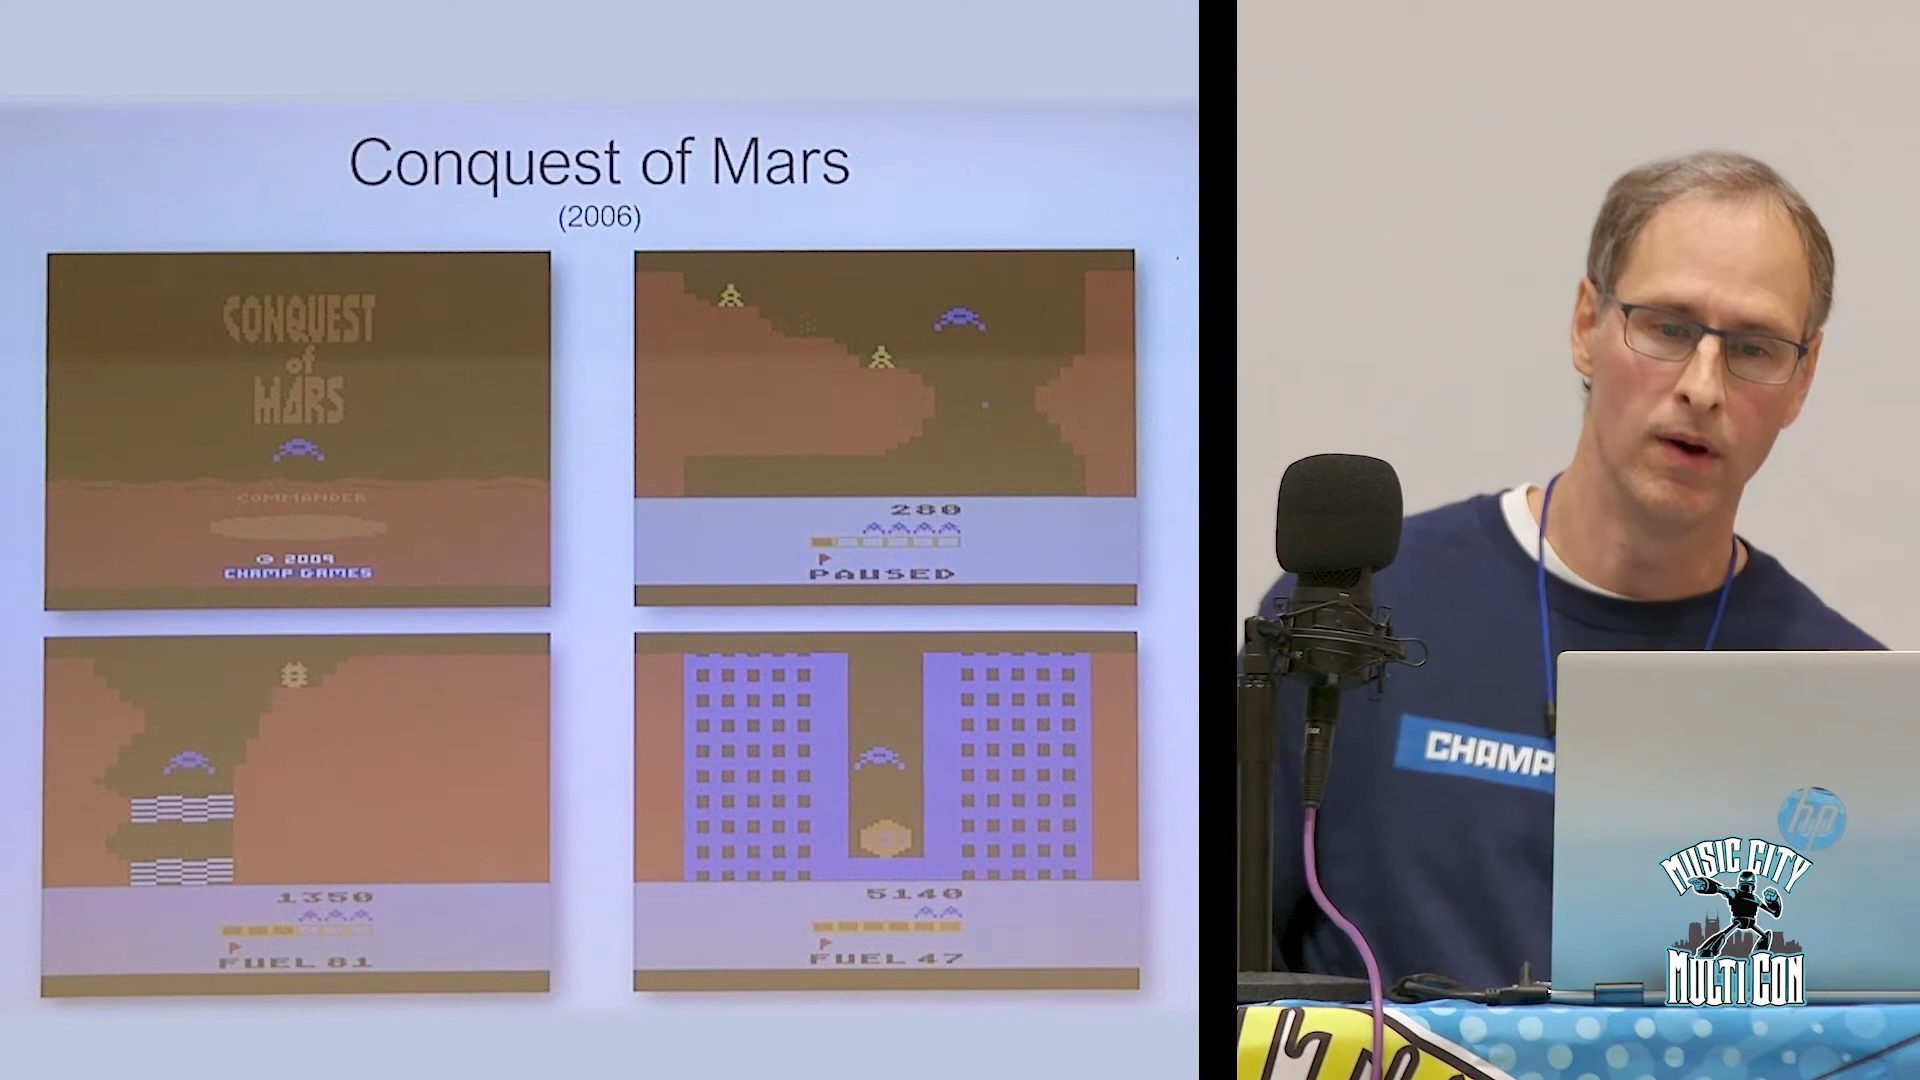 Conquest of Mars
(2006)
CONQUEST
of
MARS
COMMANDER
© 2009
CHAMP GAMES
280
PAUSED
1350
FUEL 81
5140
FUEL 47
CHAMP
hp
MUSIC CITY
MULTI CON